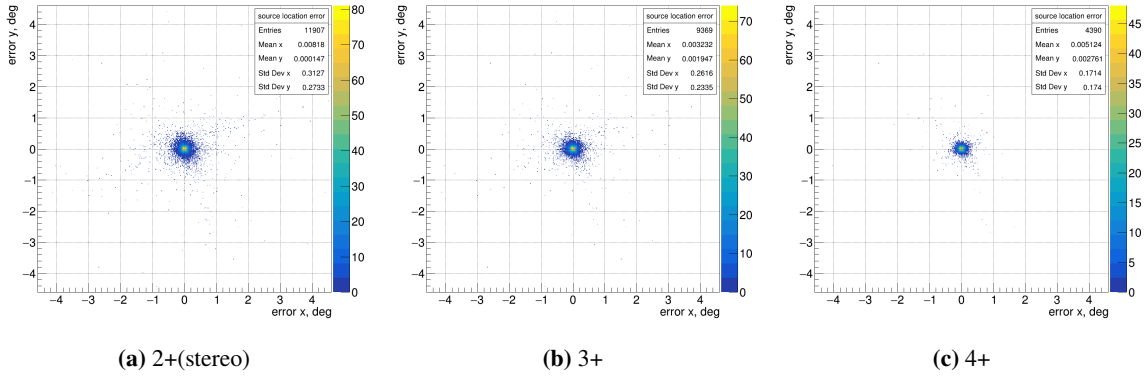 error y, deg
4
3
2
1
0
−1
−2
−3
−4
−4 −3 −2 −1 0 1 2 3 4
error x, deg
source location error
Entries 11907
Mean x 0.00818
Mean y 0.000147
Std Dev x 0.3127
Std Dev y 0.2733
80
70
60
50
40
30
20
10
0
(a) 2+(stereo)
error y, deg
4
3
2
1
0
−1
−2
−3
−4
−4 −3 −2 −1 0 1 2 3 4
error x, deg
source location error
Entries 9369
Mean x 0.003232
Mean y 0.001947
Std Dev x 0.2616
Std Dev y 0.2335
70
60
50
40
30
20
10
0
(b) 3+
error y, deg
4
3
2
1
0
−1
−2
−3
−4
−4 −3 −2 −1 0 1 2 3 4
error x, deg
source location error
Entries 4390
Mean x 0.005124
Mean y 0.002761
Std Dev x 0.1714
Std Dev y 0.174
45
40
35
30
25
20
15
10
5
0
(c) 4+